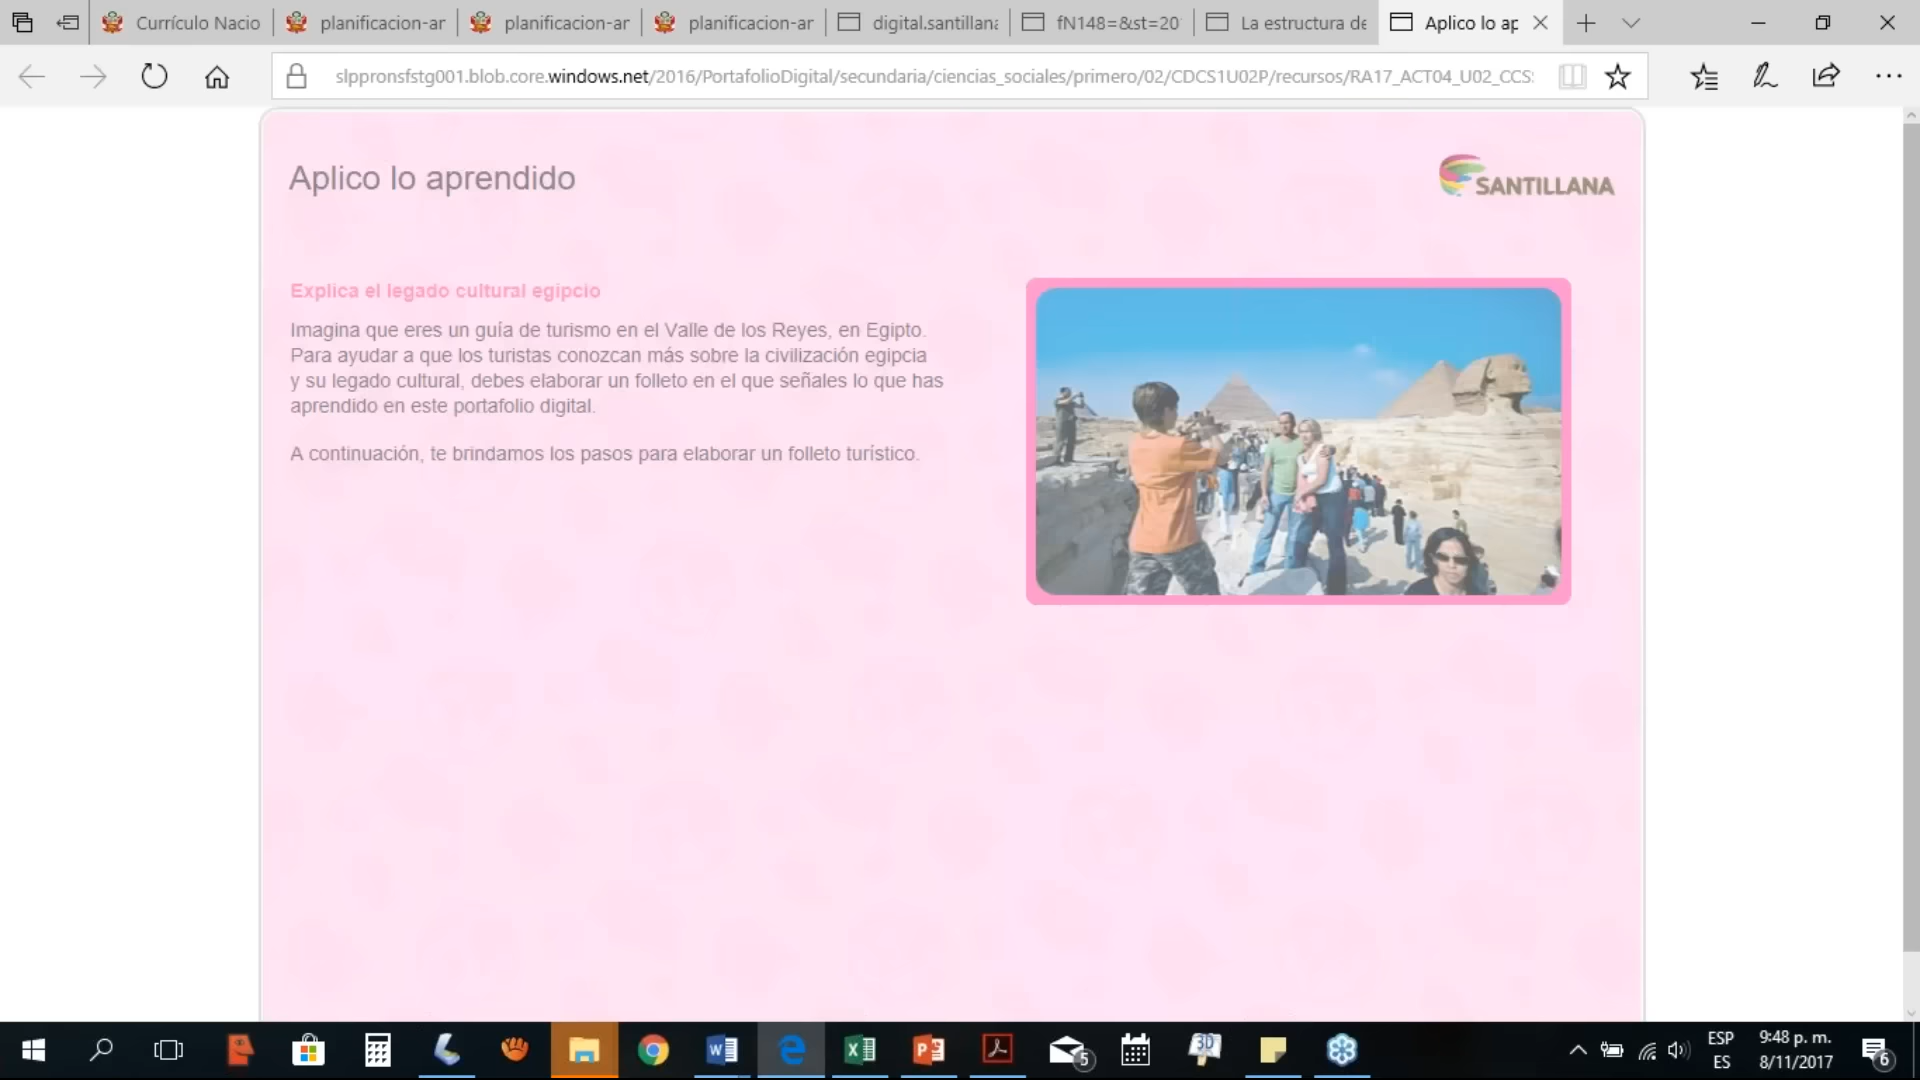 Currículo Nacio
planificacion-ar
planificacion-ar
planificacion-ar
digital.santillana
fN148=&st=20
La estructura de
Aplico lo ap
slppronsfstg001.blob.core.windows.net/2016/PortafolioDigital/secundaria/ciencias_sociales/primero/02/CDCS1U02P/recursos/RA17_ACT04_U02_CCS
Aplico lo aprendido
SANTILLANA
Explica el legado cultural egipcio
Imagina que eres un guía de turismo en el Valle de los Reyes, en Egipto.
Para ayudar a que los turistas conozcan más sobre la civilización egipcia
y su legado cultural, debes elaborar un folleto en el que señales lo que has
aprendido en este portafolio digital.
A continuación, te brindamos los pasos para elaborar un folleto turístico.
5
3D
ESP
ES
9:48 p. m.
8/11/2017
6